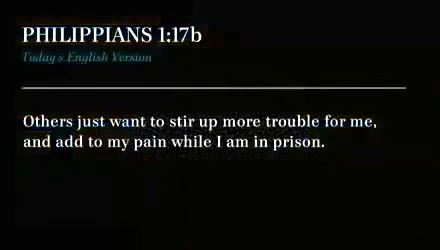 PHILIPPIANS 1:17b
Today's English Version
Others just want to stir up more trouble for me,
and add to my pain while I am in prison.